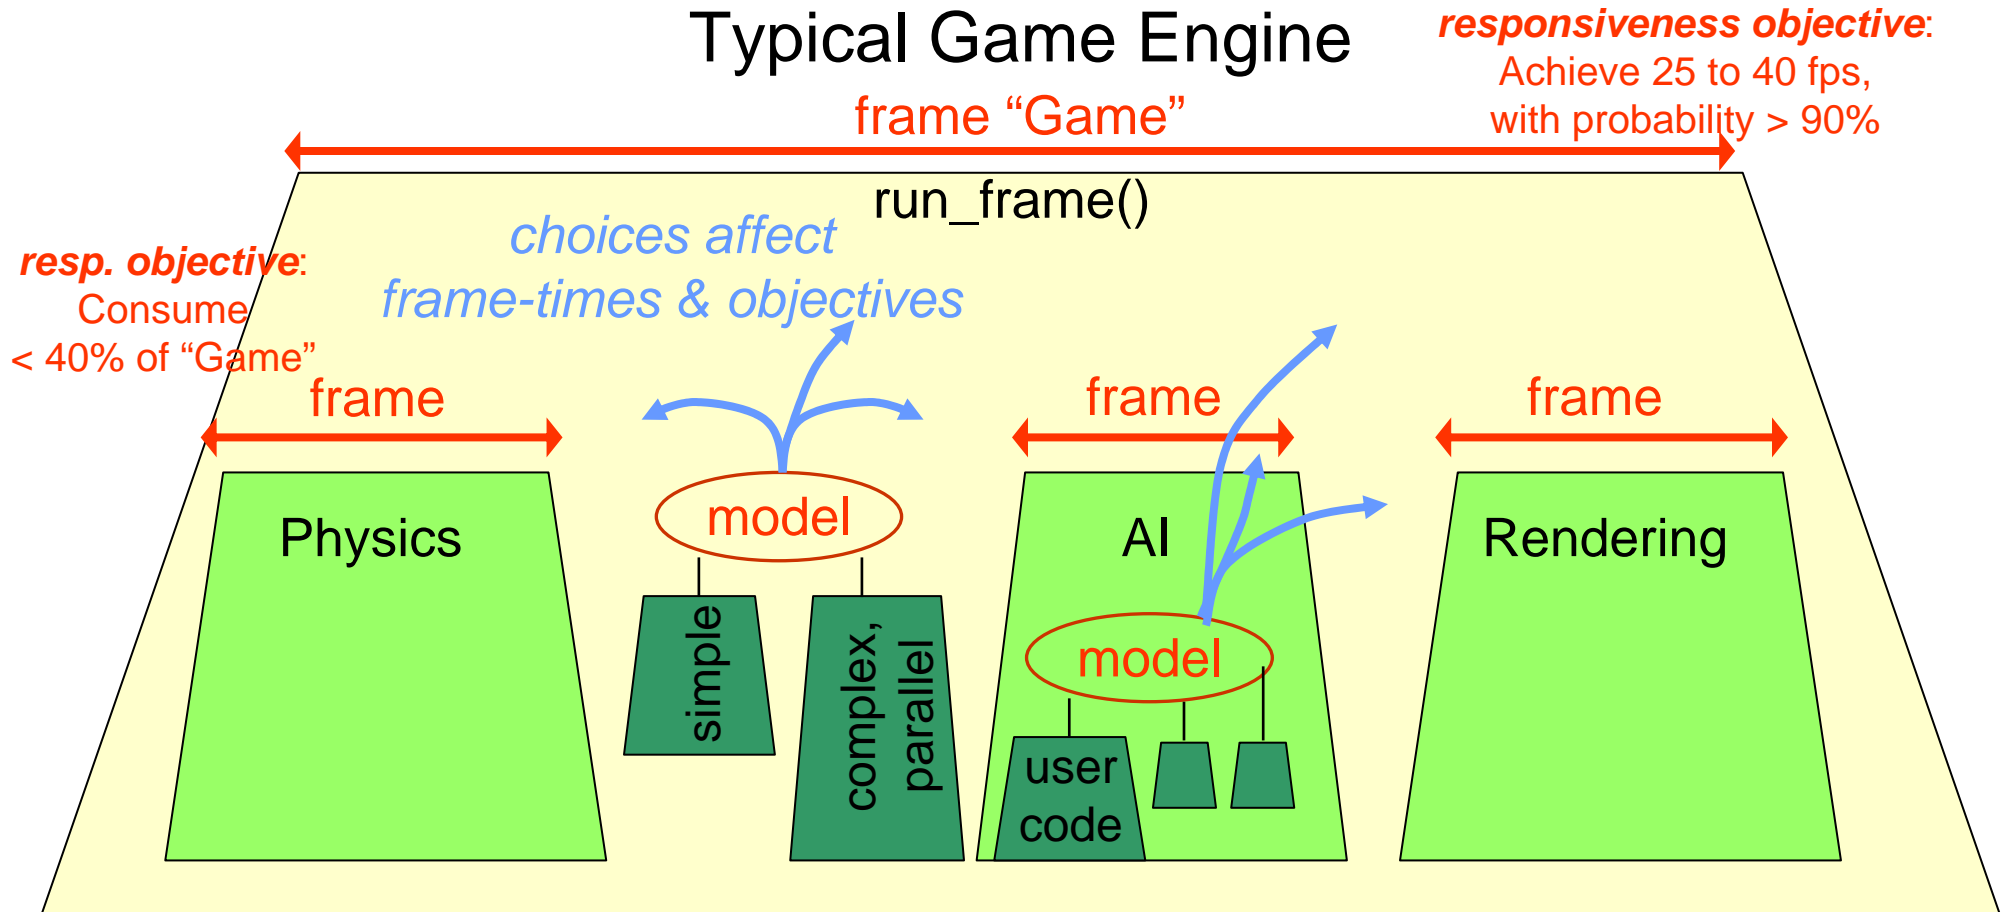 Typical Game Engine
responsiveness objective:
Achieve 25 to 40 fps,
with probability > 90%
frame “Game”
run_frame()
choices affect
frame-times & objectives
resp. objective:
Consume
< 40% of “Game”
frame
frame
frame
Physics
model
AI
Rendering
simple
complex,
parallel
model
user
code